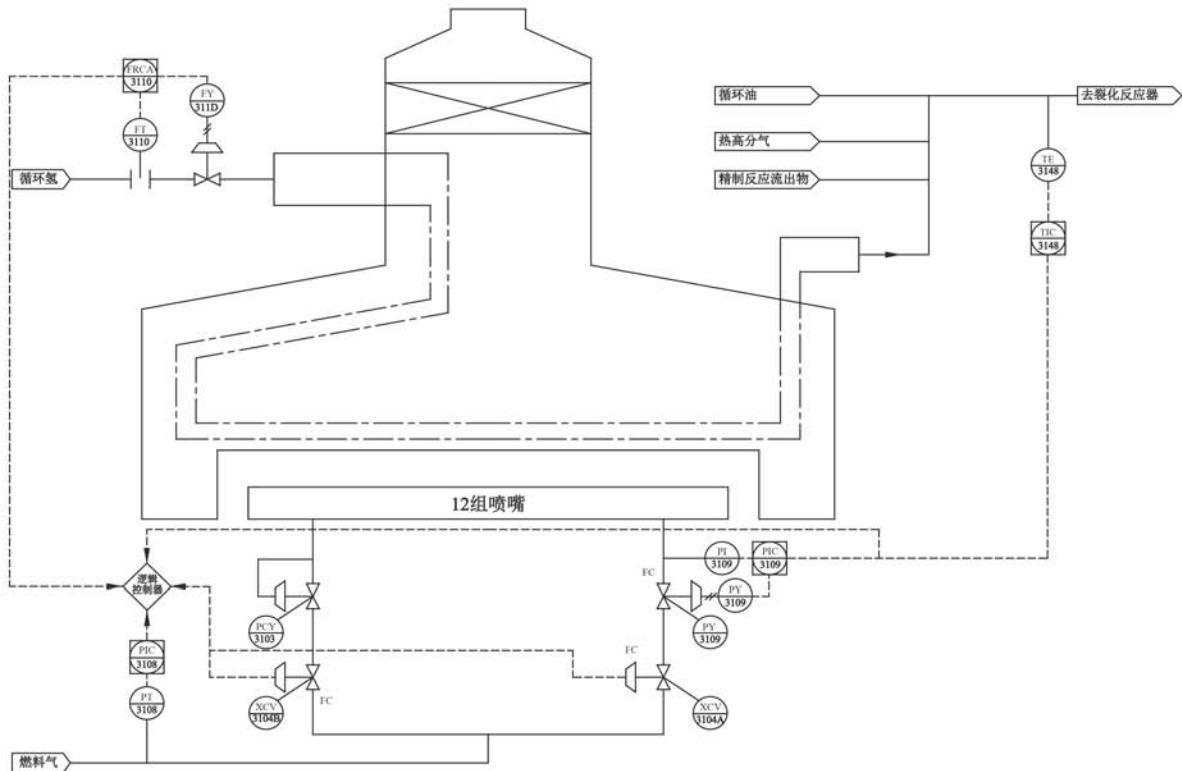 FRCA
3110
FY
311D
FT
3110
循环氢
循环油
去裂化反应器
热高分气
精制反应流出物
TE
3148
TIC
3148
12组喷嘴
逻辑
控制器
PI
3109
PIC
3109
FC
PY
3109
PCY
3103
PY
3109
PIC
3108
PT
3108
FC
XCV
3104B
FC
XCV
3104A
燃料气